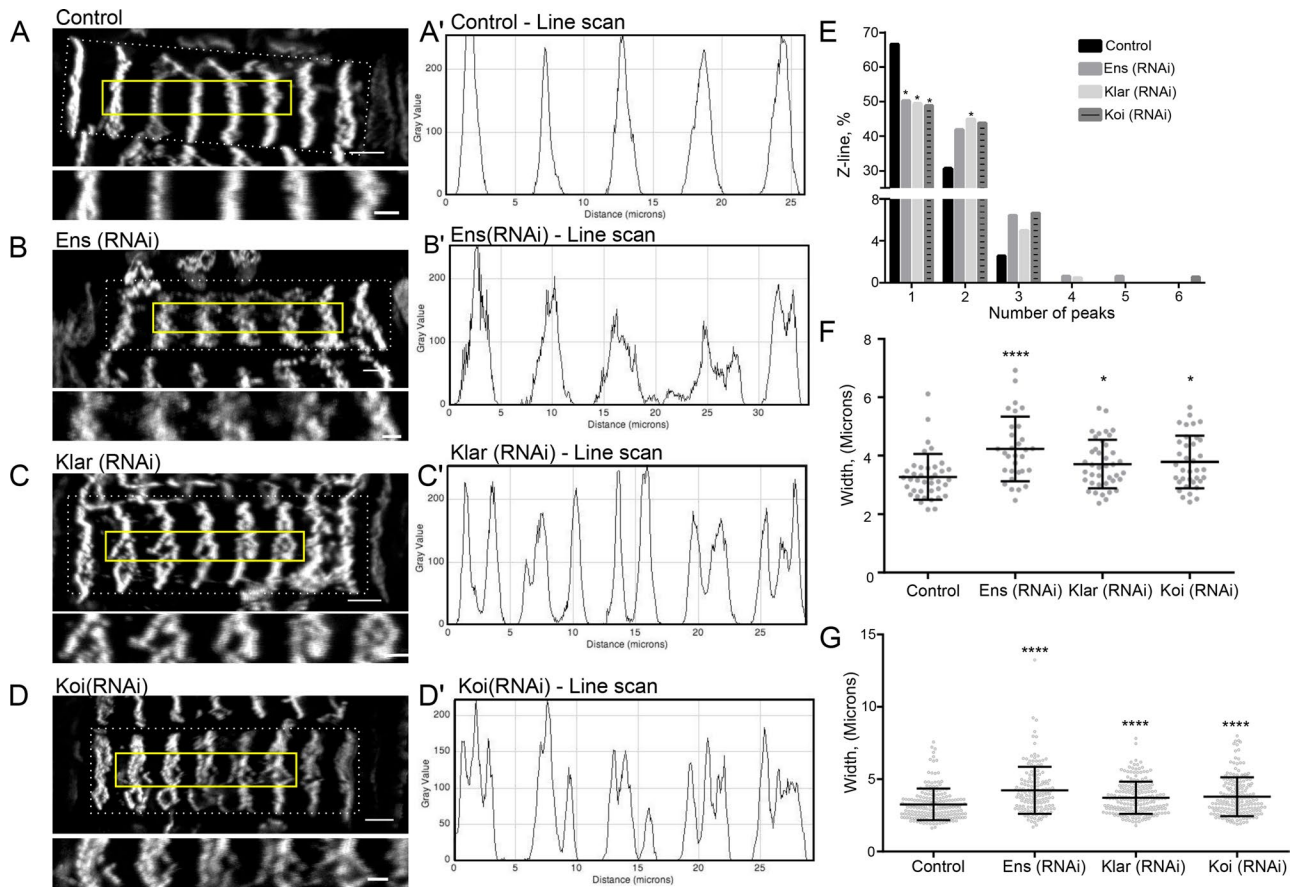 A
Control
A'
Control - Line scan
Gray Value
200
100
0
0 5 10 15 20 25
Distance (microns)
B
Ens (RNAi)
B'
Ens(RNAi) - Line scan
Gray Value
200
100
0
0 5 10 15 20 25 30
Distance (microns)
C
Klar (RNAi)
C'
Klar (RNAi) - Line scan
Gray Value
200
100
0
0 5 10 15 20 25
Distance (microns)
D
Koi(RNAi)
D'
Koi(RNAi) - Line scan
Gray Value
200
150
100
50
0
0 5 10 15 20 25
Distance (microns)
E
Z-line, %
70
60
50
40
30
8
4
0
* * *
*
Control
Ens (RNAi)
Klar (RNAi)
Koi (RNAi)
1 2 3 4 5 6
Number of peaks
F
Width, (Microns)
8
6
4
2
0
**** * *
Control Ens (RNAi) Klar (RNAi) Koi (RNAi)
G
Width, (Microns)
15
10
5
0
**** **** ****
Control Ens (RNAi) Klar (RNAi) Koi (RNAi)